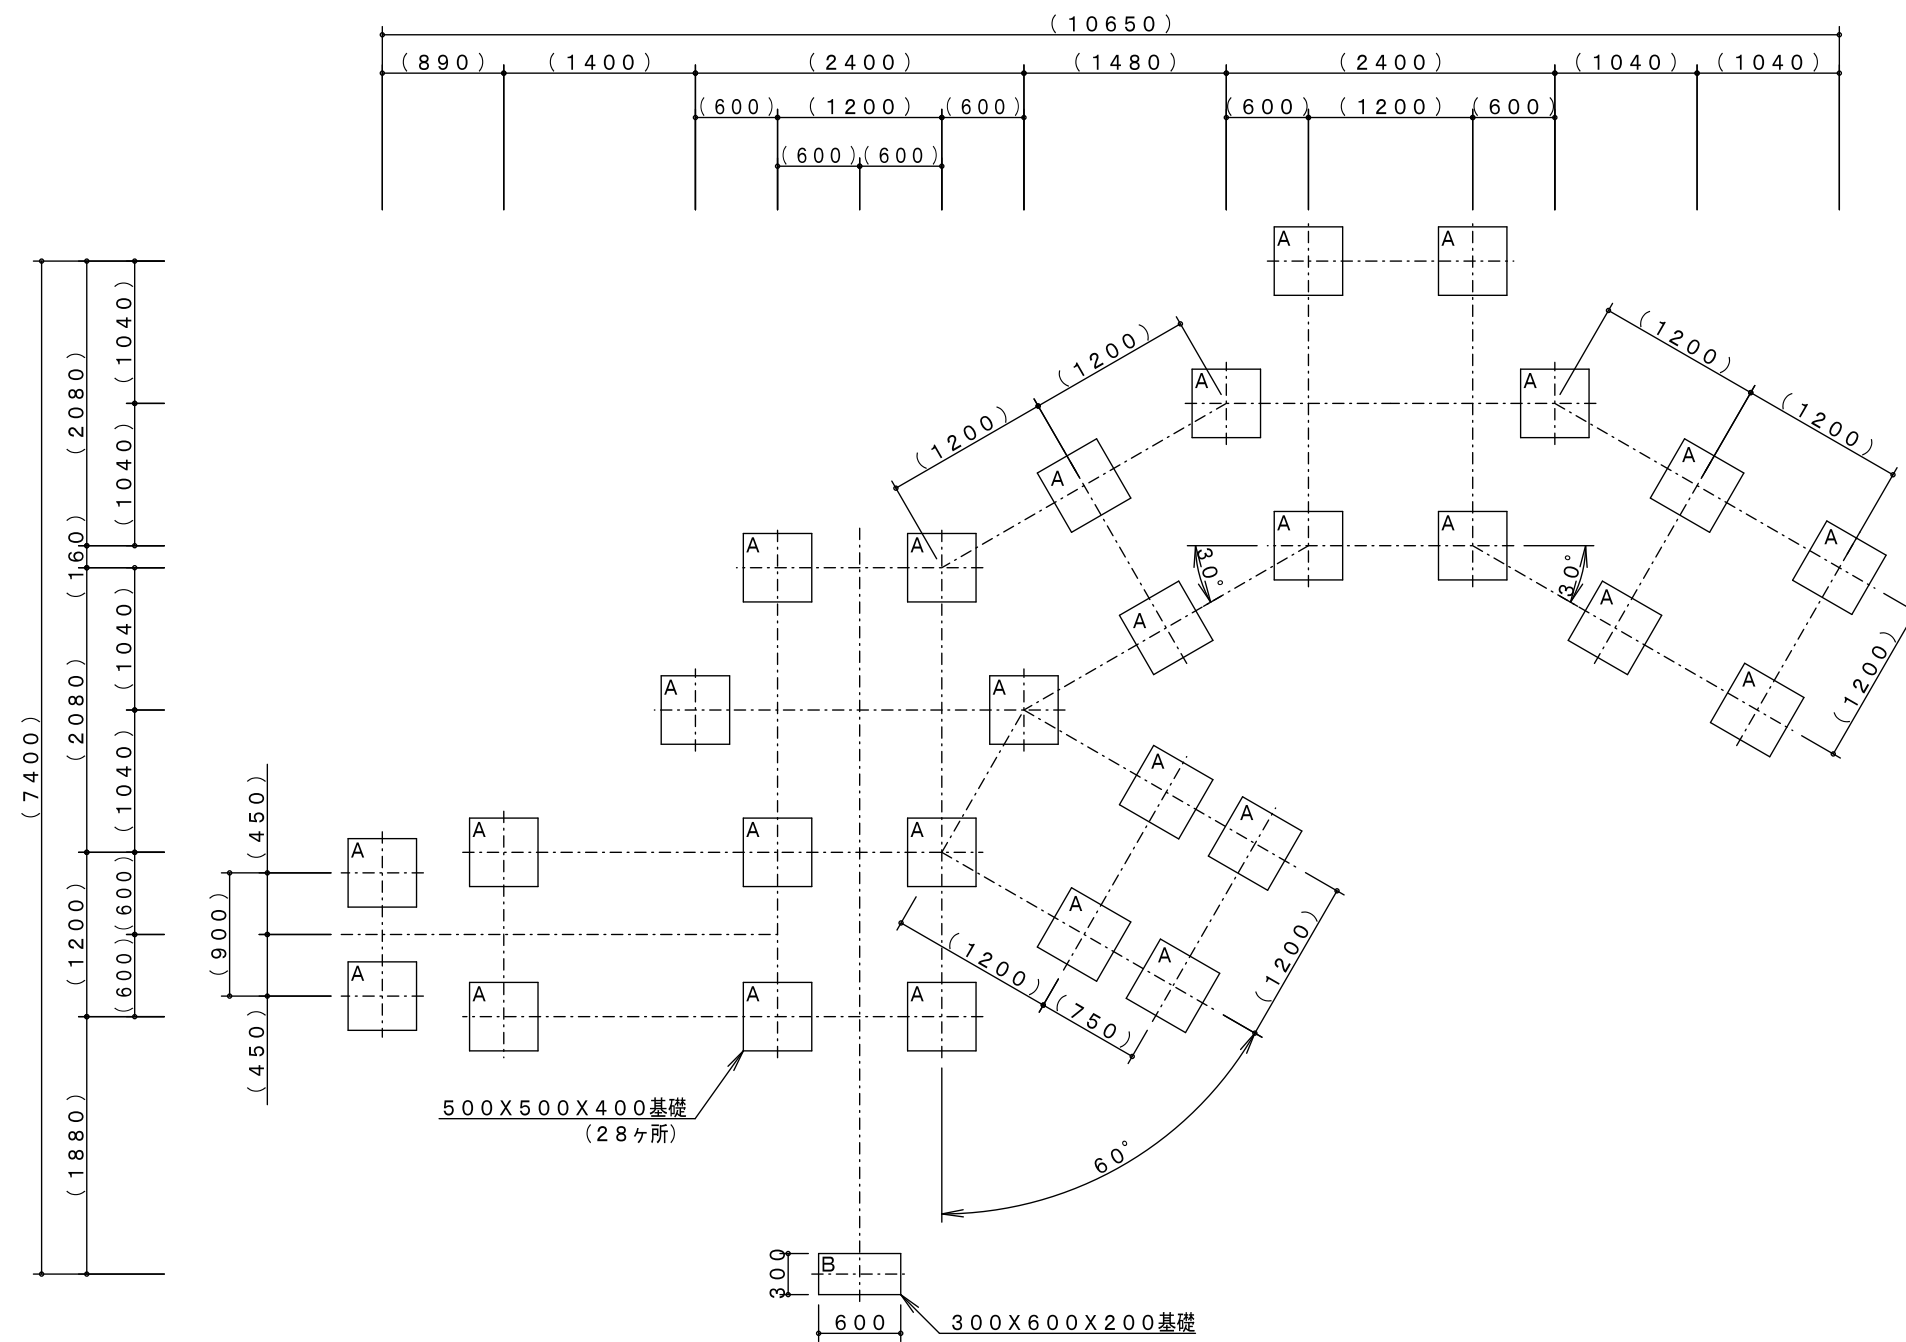 (10650)
(890) (1400) (2400) (1480) (2400) (1040) (1040)
(600) (1200) (600) (600) (1200) (600)
(600) (600)
(7400)
(2080)
(160)
(2080)
(1200)
(1880)
(1040)
(1040)
(1040)
(1040)
(600)
(600)
(450)
(900)
(450)
A A
(1200)
(1200)
(1200)
(1200)
A A
A A
A A A
A A
30°
30°
A A
A
(1200)
A A
A
A
A A A
A
A
(1200)
A
A
(1200)
(750)
A A A
500X500X400基礎
(28ヶ所)
60°
B
300
600
300X600X200基礎